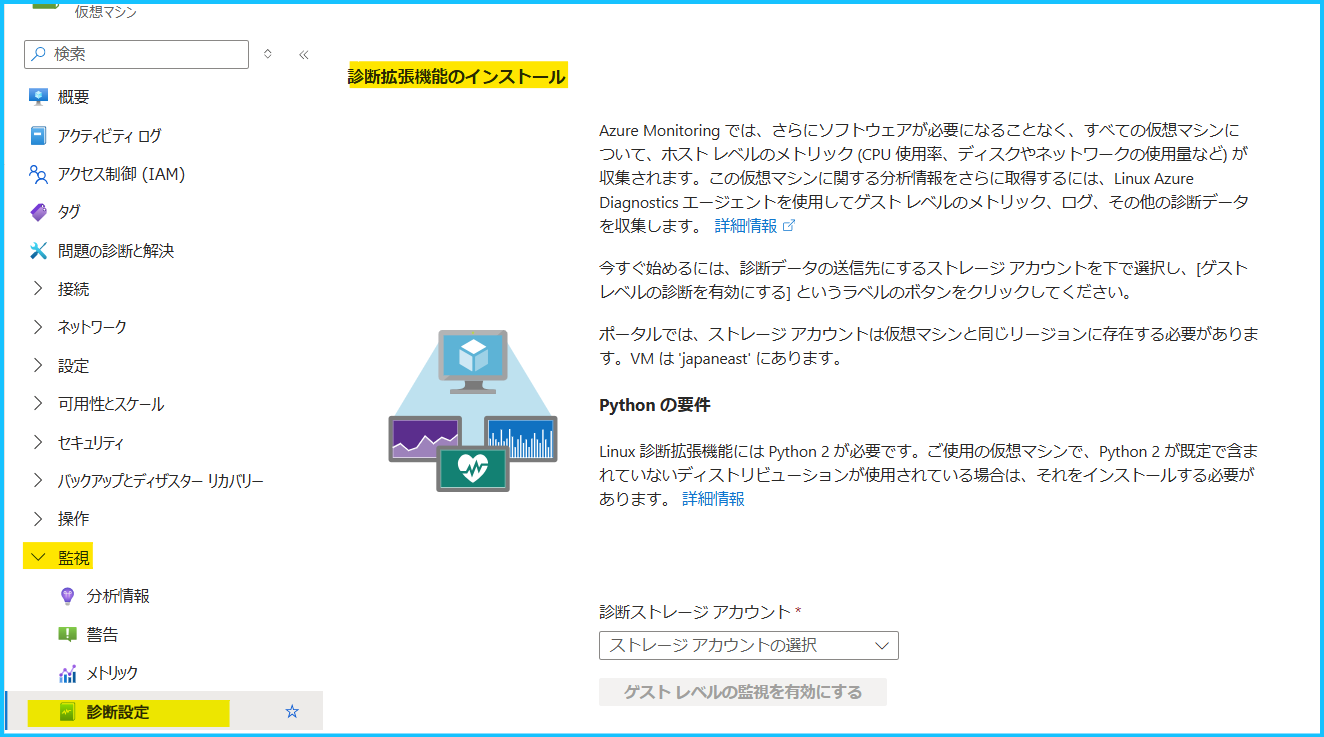 仮想マシン
検索
«
概要
アクティビティ ログ
アクセス制御 (IAM)
タグ
問題の診断と解決
接続
ネットワーク
設定
可用性とスケール
セキュリティ
バックアップとディザスター リカバリー
操作
監視
分析情報
警告
メトリック
診断設定
診断拡張機能のインストール
Azure Monitoring では、さらにソフトウェアが必要になることなく、すべての仮想マシンに
ついて、ホスト レベルのメトリック (CPU 使用率、ディスクやネットワークの使用量など) が
収集されます。この仮想マシンに関する分析情報をさらに取得するには、Linux Azure
Diagnostics エージェントを使用してゲスト レベルのメトリック、ログ、その他の診断データ
を収集します。 詳細情報
今すぐ始めるには、診断データの送信先にするストレージ アカウントを下で選択し、[ゲスト
レベルの診断を有効にする] というラベルのボタンをクリックしてください。
ポータルでは、ストレージ アカウントは仮想マシンと同じリージョンに存在する必要がありま
す。VM は 'japaneast' にあります。
Python の要件
Linux 診断拡張機能には Python 2 が必要です。ご使用の仮想マシンで、Python 2 が既定で含ま
れていないディストリビューションが使用されている場合は、それをインストールする必要が
あります。 詳細情報
診断ストレージ アカウント *
ストレージ アカウントの選択
ゲスト レベルの監視を有効にする